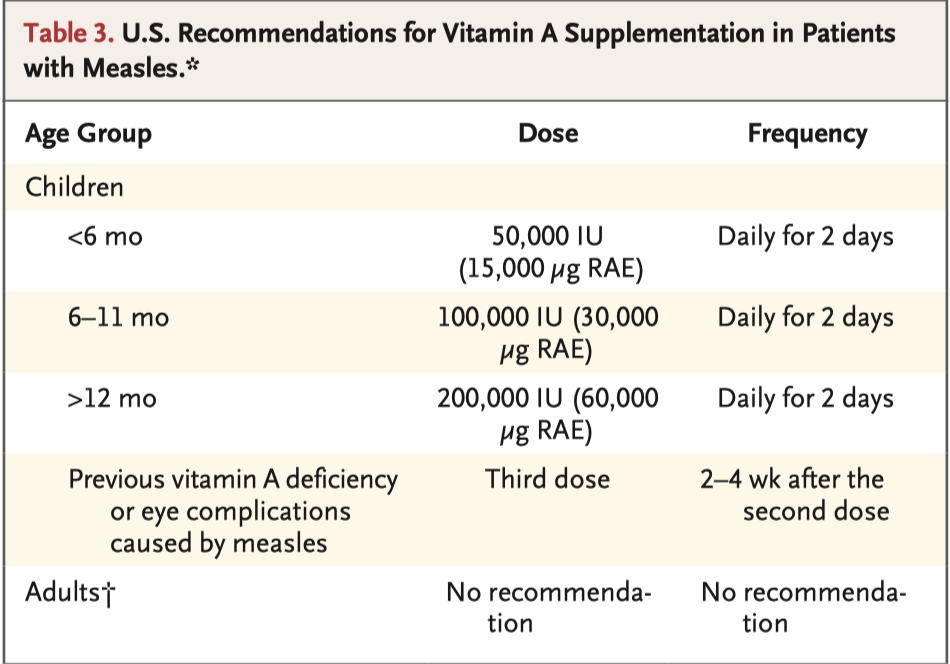 Table 3. U.S. Recommendations for Vitamin A Supplementation in Patients
with Measles.*
Age Group Dose Frequency
Children
<6 mo 50,000 IU Daily for 2 days
(15,000 µg RAE)
6–11 mo 100,000 IU (30,000 Daily for 2 days
µg RAE)
>12 mo 200,000 IU (60,000 Daily for 2 days
µg RAE)
Previous vitamin A deficiency Third dose 2–4 wk after the
or eye complications second dose
caused by measles
Adults† No recommenda- No recommenda-
tion tion